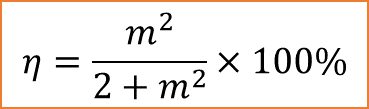 η = m² / (2 + m²) × 100%